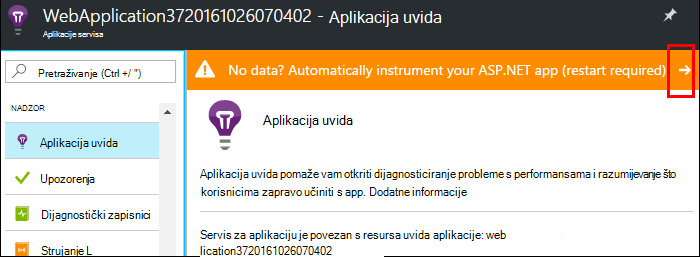 WebApplication3720161026070402 - Aplikacija uvida
Aplikacije servisa
Pretraživanje (Ctrl +/ ")
NADZOR
Aplikacija uvida
Upozorenja
Dijagnostički zapisnici
Strujanje L
No data? Automatically instrument your ASP.NET app (restart required)
Aplikacija uvida
Aplikacija uvida pomaže vam otkriti dijagnosticiranje probleme s performansama i razumijevanje što
korisnicima zapravo učiniti s app. Dodatne informacije
Servis za aplikaciju je povezan s resursa uvida aplikacije: web
lication3720161026070402